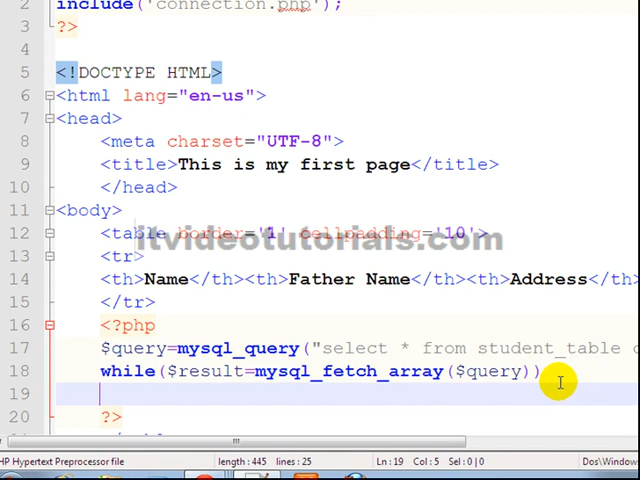 2 include('connection.php');
3 ?>
4
5 <!DOCTYPE HTML>
6 <html lang="en-us">
7 <head>
8 <meta charset="UTF-8">
9 <title>This is my first page</title>
10 </head>
11 <body>
12 <table border='1' cellpadding='10'>
itvideotutorials.com
13 <tr>
14 <th>Name</th><th>Father Name</th><th>Address</th>
15 </tr>
16 <?php
17 $query=mysql_query("select * from student_table
18 while($result=mysql_fetch_array($query))
19
20 ?>
HP Hypertext Preprocessor file length : 445 lines : 25 Ln : 19 Col : 5 Sel : 0 | 0 Dos\Windows